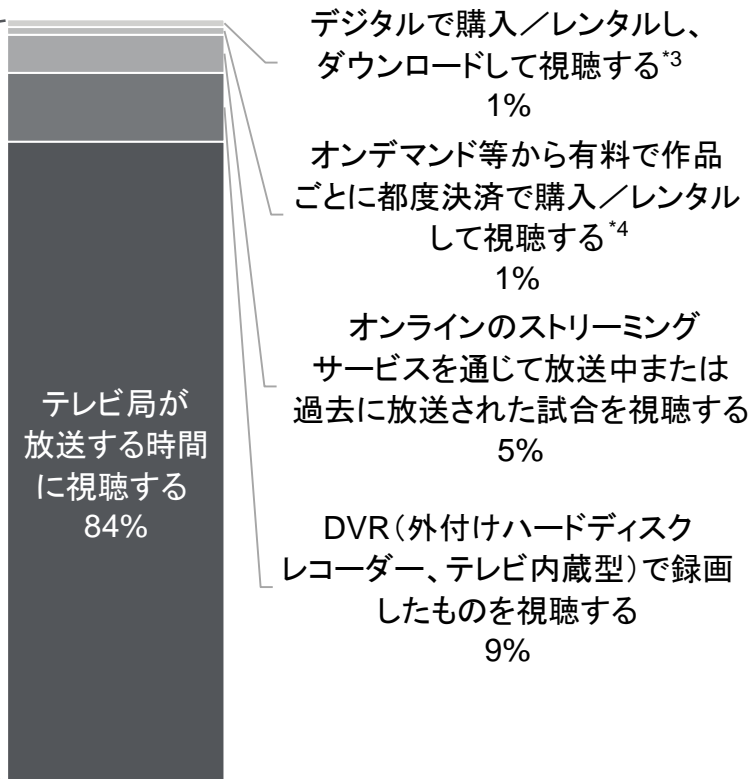 デジタルで購入／レンタルし、
ダウンロードして視聴する*3
1%
オンデマンド等から有料で作品
ごとに都度決済で購入／レンタル
して視聴する*4
1%
オンラインのストリーミング
サービスを通じて放送中または
過去に放送された試合を視聴する
5%
テレビ局が
放送する時間
に視聴する
84%
DVR（外付けハードディスク
レコーダー、テレビ内蔵型）で録画
したものを視聴する
9%